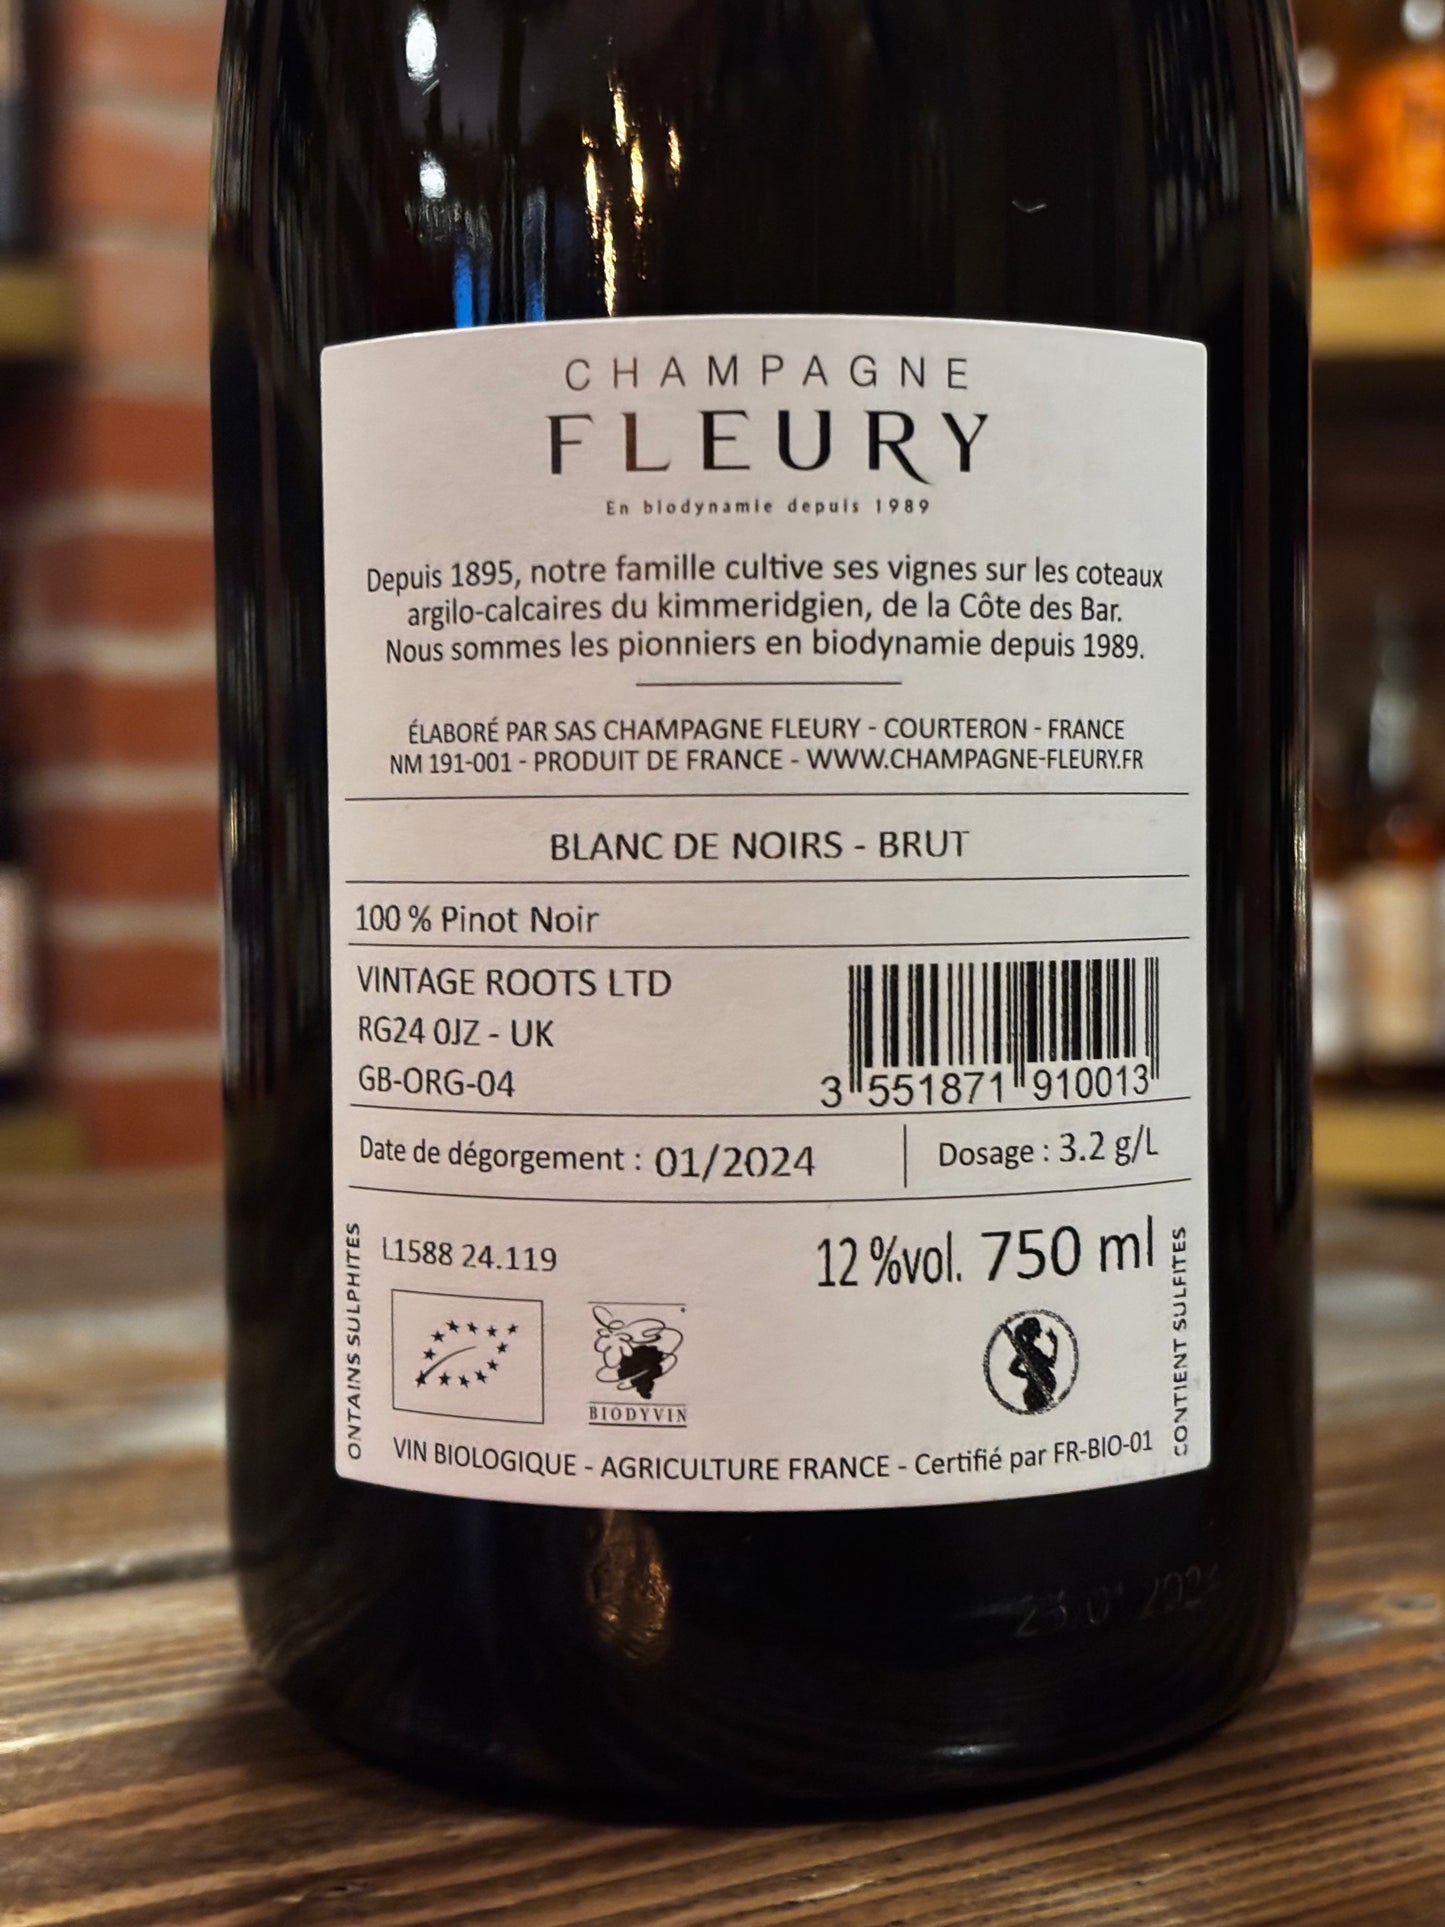 CHAMPAGNE
FLEURY
En biodynamie depuis 1989
Depuis 1895, notre famille cultive ses vignes sur les coteaux
argilo-calcaires du kimmeridgien, de la Côte des Bar.
Nous sommes les pionniers en biodynamie depuis 1989.
ÉLABORÉ PAR SAS CHAMPAGNE FLEURY - COURTERON - FRANCE
NM 191-001 - PRODUIT DE FRANCE - WWW.CHAMPAGNE-FLEURY.FR
BLANC DE NOIRS - BRUT
100 % Pinot Noir
VINTAGE ROOTS LTD
RG24 0JZ - UK
GB-ORG-04
3 551871 910013
Date de dégorgement : 01/2024
Dosage : 3.2 g/L
L1588 24.119
12 %vol. 750 ml
ONTAINS SULPHITES
CONTIENT SULFITES
BIODYVIN
VIN BIOLOGIQUE - AGRICULTURE FRANCE - Certifié par FR-BIO-01